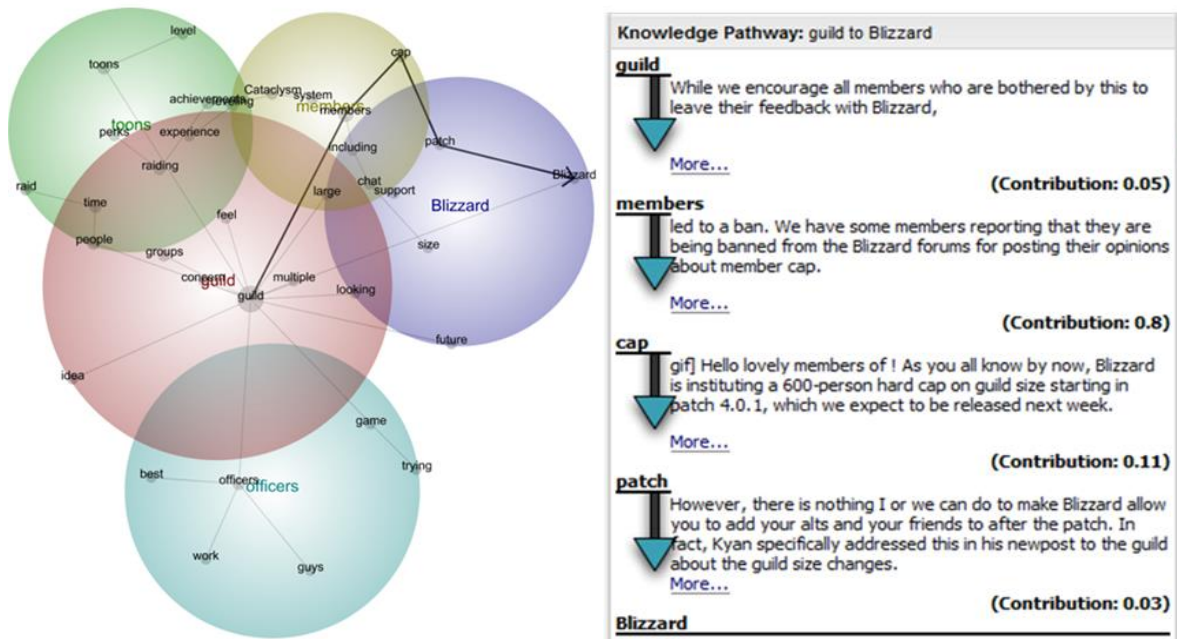 level
toons
cap
Cataclysm
system
achievements
leveling
members
members
toons
perks
experience
patch
including
raiding
Blizzard
chat
support
large
raid
time
Blizzard
feel
people
groups
size
concern
guild
multiple
guild
looking
future
idea
game
trying
best
officers
officers
work
guys
Knowledge Pathway: guild to Blizzard
guild
While we encourage all members who are bothered by this to
leave their feedback with Blizzard,
More...
(Contribution: 0.05)
members
led to a ban. We have some members reporting that they are
being banned from the Blizzard forums for posting their opinions
about member cap.
More...
(Contribution: 0.8)
cap
gif] Hello lovely members of ! As you all know by now, Blizzard
is instituting a 600-person hard cap on guild size starting in
patch 4.0.1, which we expect to be released next week.
More...
(Contribution: 0.11)
patch
However, there is nothing I or we can do to make Blizzard allow
you to add your alts and your friends to after the patch. In
fact, Kyan specifically addressed this in his newpost to the guild
about the guild size changes.
More...
(Contribution: 0.03)
Blizzard